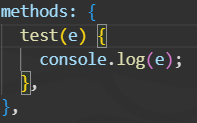 methods: {
  test(e) {
    console.log(e);
  },
},